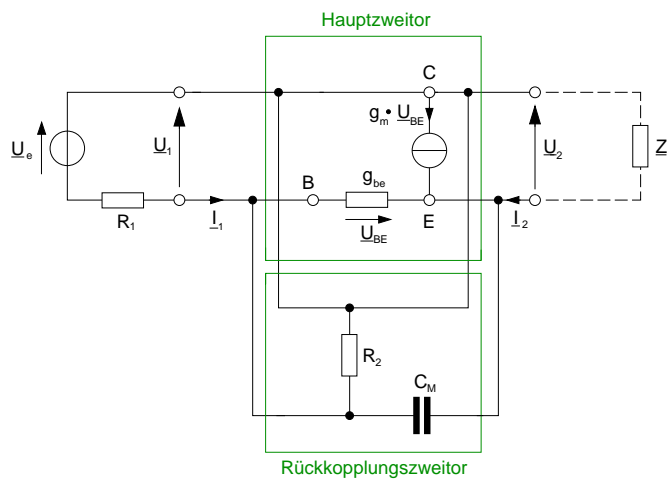 Hauptzweitor
C
g_m · U_BE
U_e
U_1
U_2
Z
B
g_be
E
R_1
I_1
U_BE
I_2
R_2
C_M
Rückkopplungszweitor